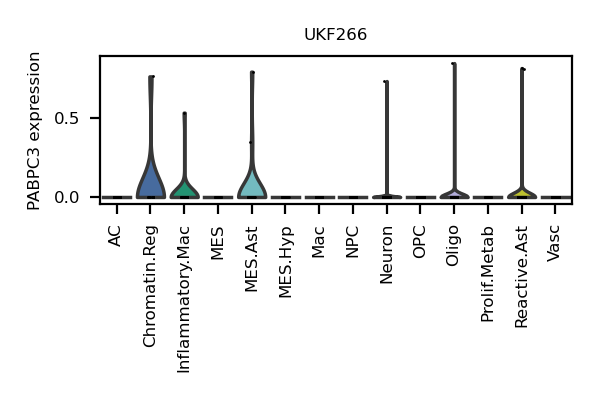 UKF266
PABPC3 expression
0.5
0.0
AC
Chromatin.Reg
Inflammatory.Mac
MES
MES.Ast
MES.Hyp
Mac
NPC
Neuron
OPC
Oligo
Prolif.Metab
Reactive.Ast
Vasc